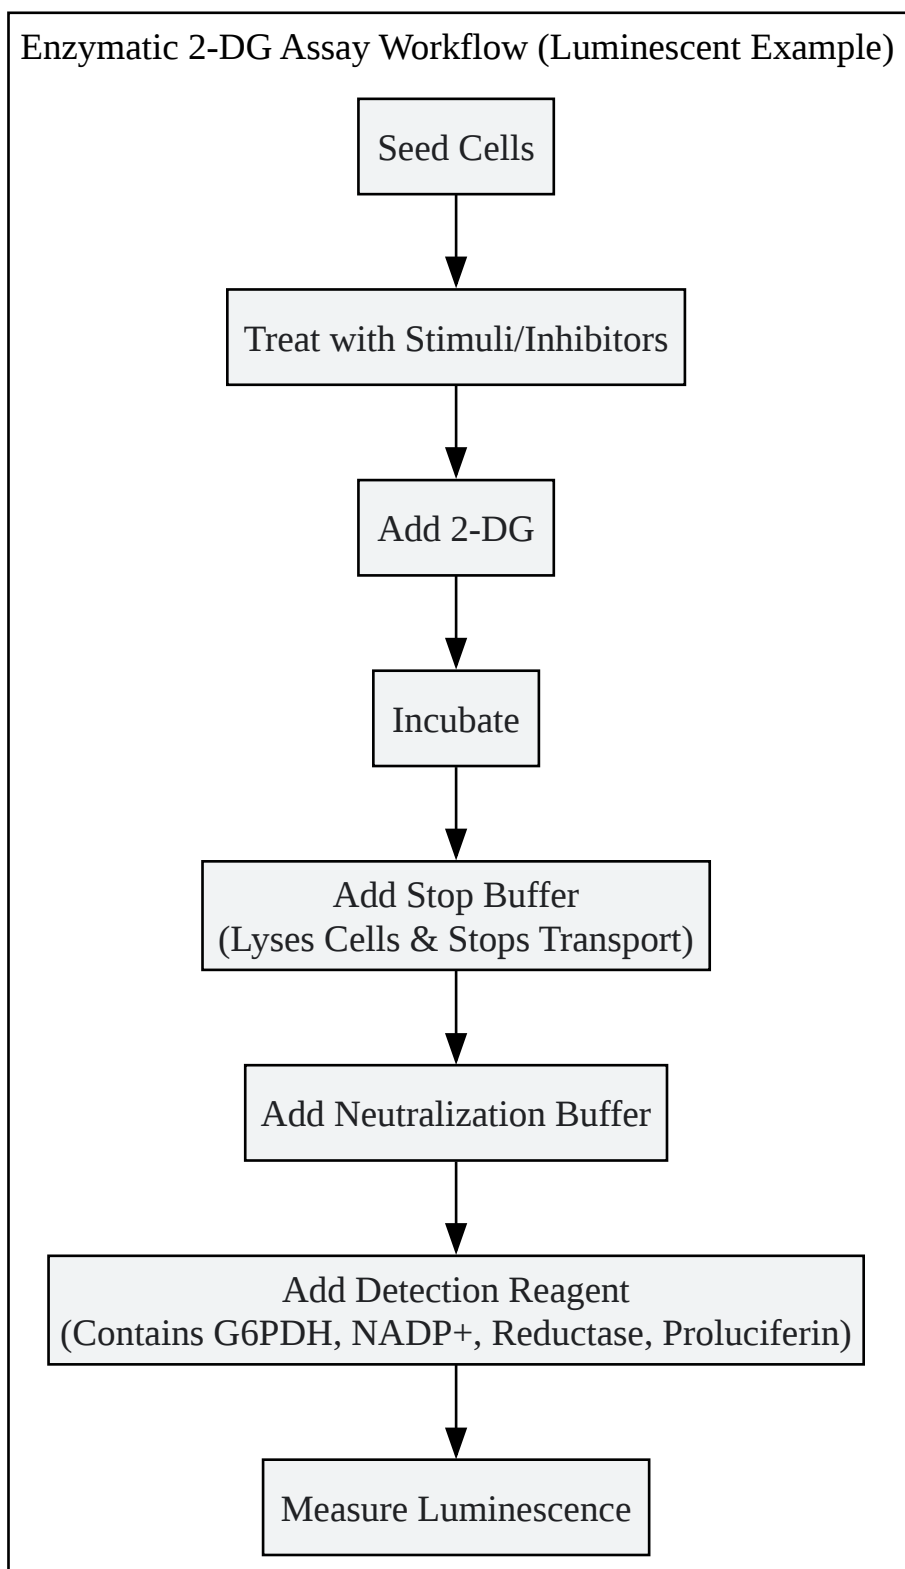 Enzymatic 2-DG Assay Workflow (Luminescent Example)
Seed Cells
Treat with Stimuli/Inhibitors
Add 2-DG
Incubate
Add Stop Buffer
(Lyses Cells & Stops Transport)
Add Neutralization Buffer
Add Detection Reagent
(Contains G6PDH, NADP+, Reductase, Proluciferin)
Measure Luminescence